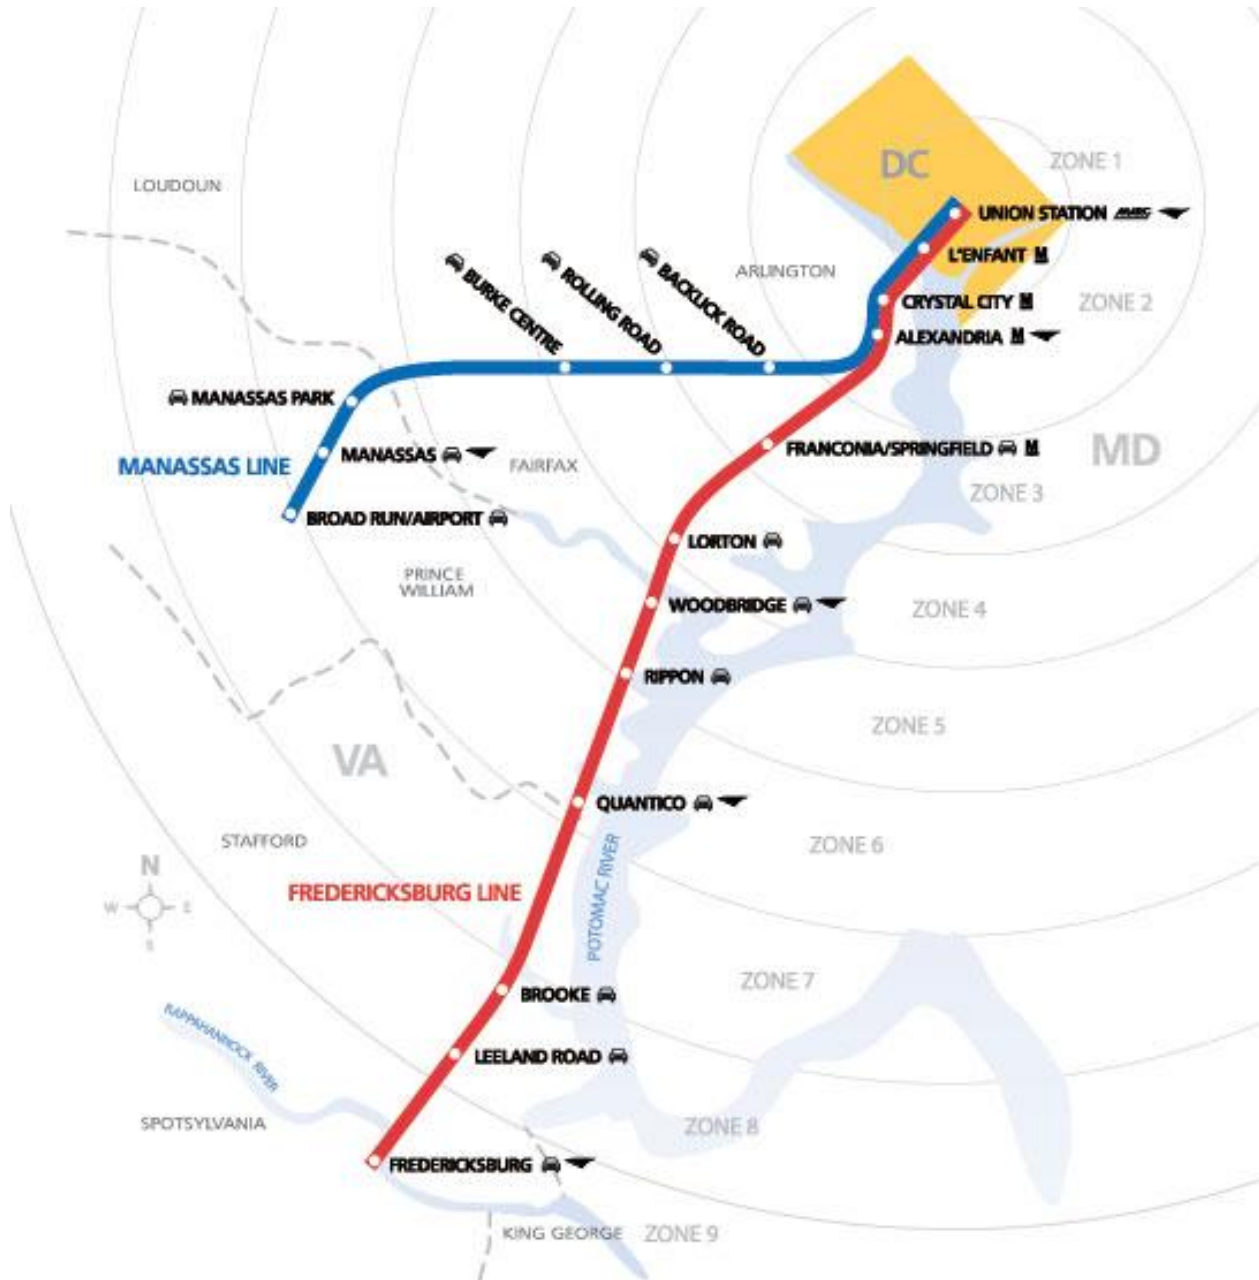 DC
ZONE 1
LOUDOUN
UNION STATION MARC
L'ENFANT M
ARLINGTON
BURKE CENTRE
ROLLING ROAD
BACKLICK ROAD
CRYSTAL CITY M
ZONE 2
ALEXANDRIA M
MANASSAS PARK
FRANCONIA/SPRINGFIELD M
MD
MANASSAS
MANASSAS LINE
FAIRFAX
ZONE 3
BROAD RUN/AIRPORT
LORTON
PRINCE
WILLIAM
WOODBRIDGE
ZONE 4
RIPPON
ZONE 5
VA
QUANTICO
STAFFORD
ZONE 6
N
W E
S
FREDERICKSBURG LINE
POTOMAC RIVER
ZONE 7
BROOKE
RAPPAHANNOCK RIVER
LEELAND ROAD
SPOTSYLVANIA
ZONE 8
FREDERICKSBURG
KING GEORGE
ZONE 9